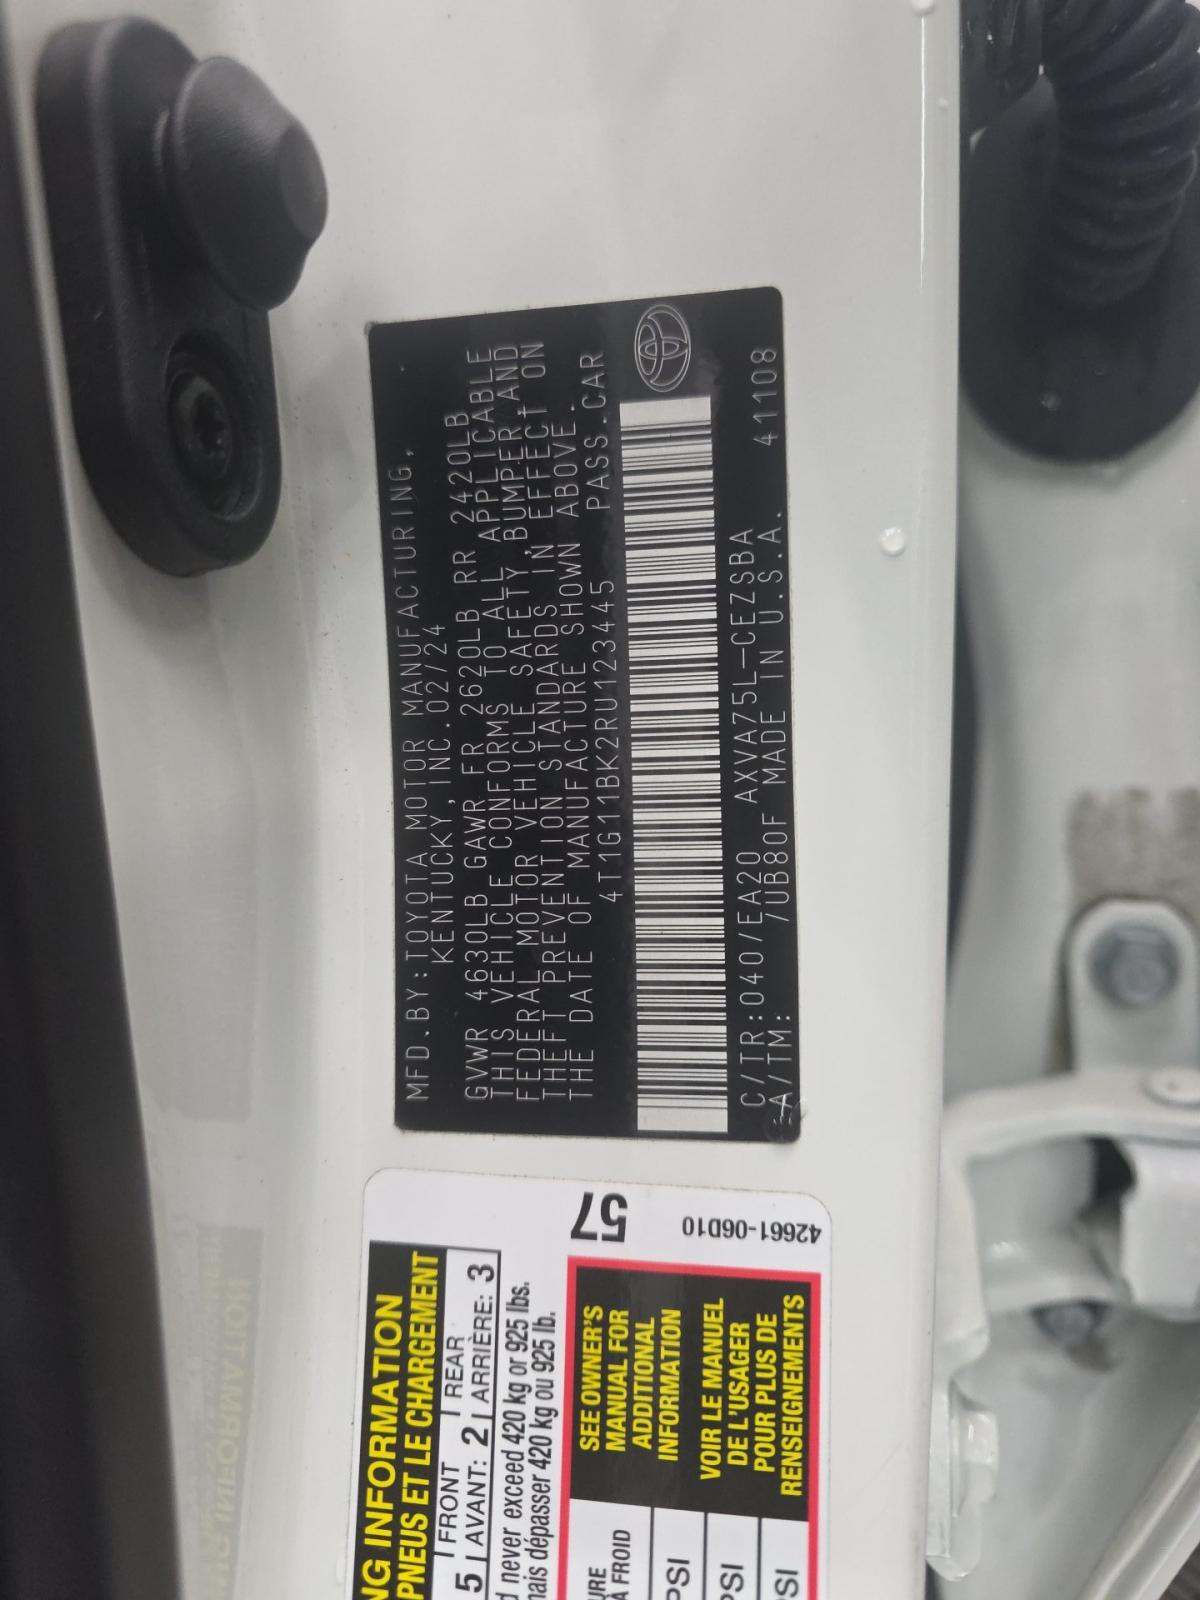 MFD.BY:TOYOTA MOTOR MANUFACTURING,
KENTUCKY,INC.02/24
GVWR 4630LB GAWR FR 2620LB RR 2420LB
THIS VEHICLE CONFORMS TO ALL APPLICABLE
FEDERAL MOTOR VEHICLE SAFETY,BUMPER,AND
THEFT PREVENTION STANDARDS IN EFFECT ON
THE DATE OF MANUFACTURE SHOWN ABOVE.
4T1G11BK2RU123445 PASS.CAR
C/TR:040/EA20 AXVA75L-CEZSBA
A/TM: /UB80F MADE IN U.S.A. 41108
57
42661-06D10
NG INFORMATION
PNEUS ET LE CHARGEMENT
5 FRONT REAR
AVANT: 2 ARRIÈRE: 3
d never exceed 420 kg or 925 lbs.
mais dépasser 420 kg ou 925 lb.
SEE OWNER'S
MANUAL FOR
ADDITIONAL
INFORMATION
VOIR LE MANUEL
DE L'USAGER
POUR PLUS DE
RENSEIGNEMENTS
URE
À FROID
PSI
PSI
PSI